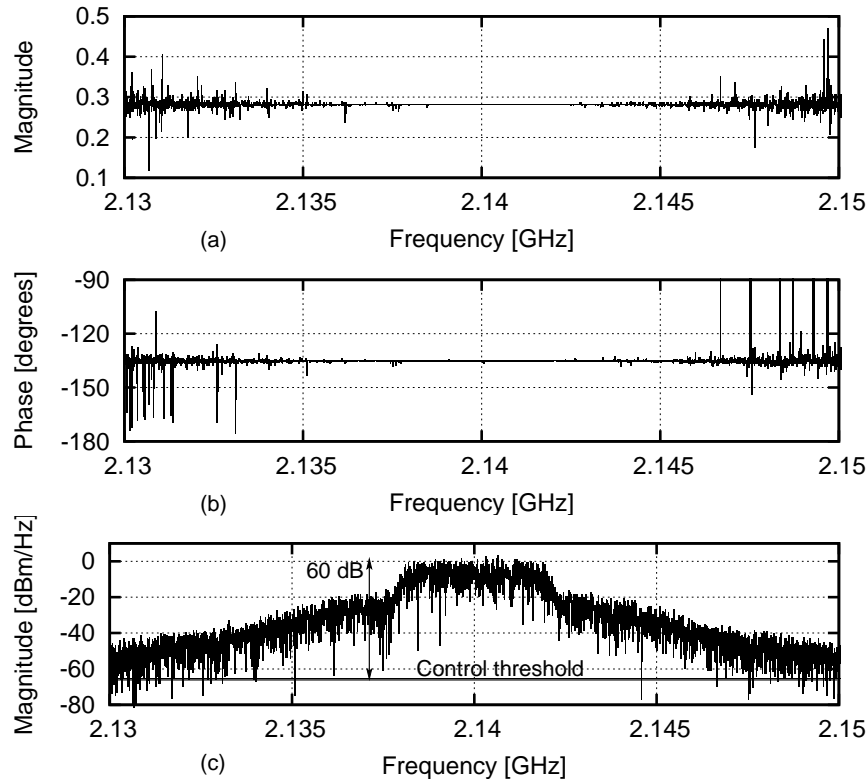 0.5
0.4
0.3
0.2
0.1
Magnitude
2.13 2.135 2.14 2.145 2.15
(a) Frequency [GHz]
-90
-120
-150
-180
Phase [degrees]
2.13 2.135 2.14 2.145 2.15
(b) Frequency [GHz]
0
-20
-40
-60
-80
Magnitude [dBm/Hz]
60 dB
Control threshold
2.13 2.135 2.14 2.145 2.15
(c) Frequency [GHz]